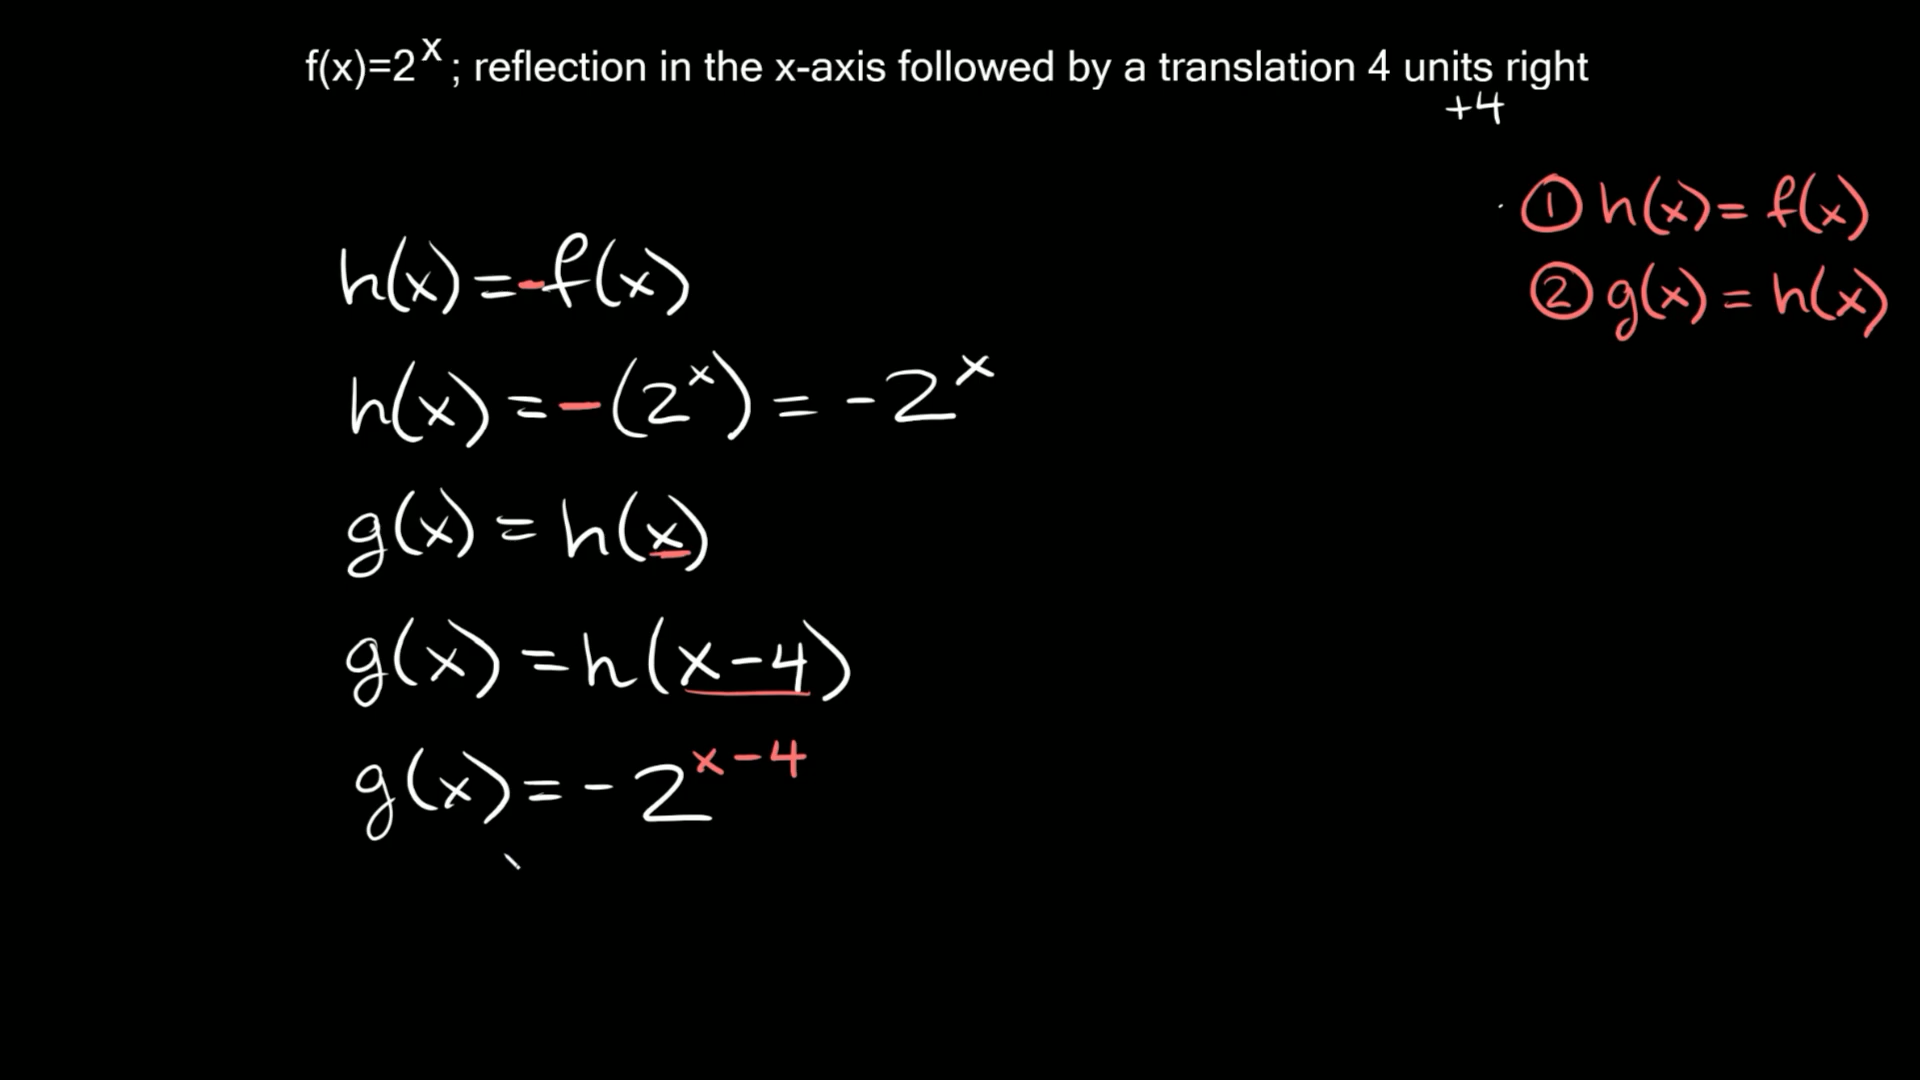 f(x)=2^x; reflection in the x-axis followed by a translation 4 units right
+4
① h(x)= f(x)
② g(x) = h(x)
h(x) = -f(x)
h(x) = -(2^x) = -2^x
g(x) = h(x)
g(x) = h(x-4)
g(x) = -2^x-4